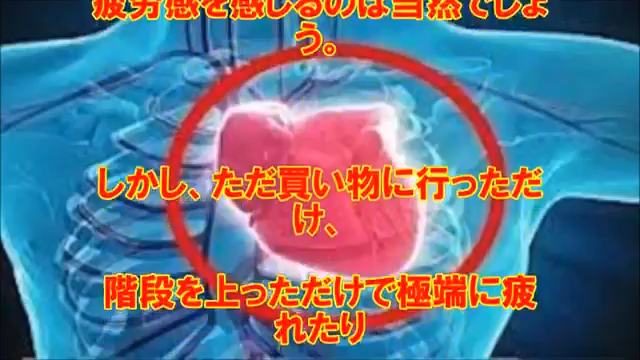 疲労感を感じるのは当然でしょ
う。
しかし、ただ買い物に行っただ
け、
階段を上っただけで極端に疲
れたり